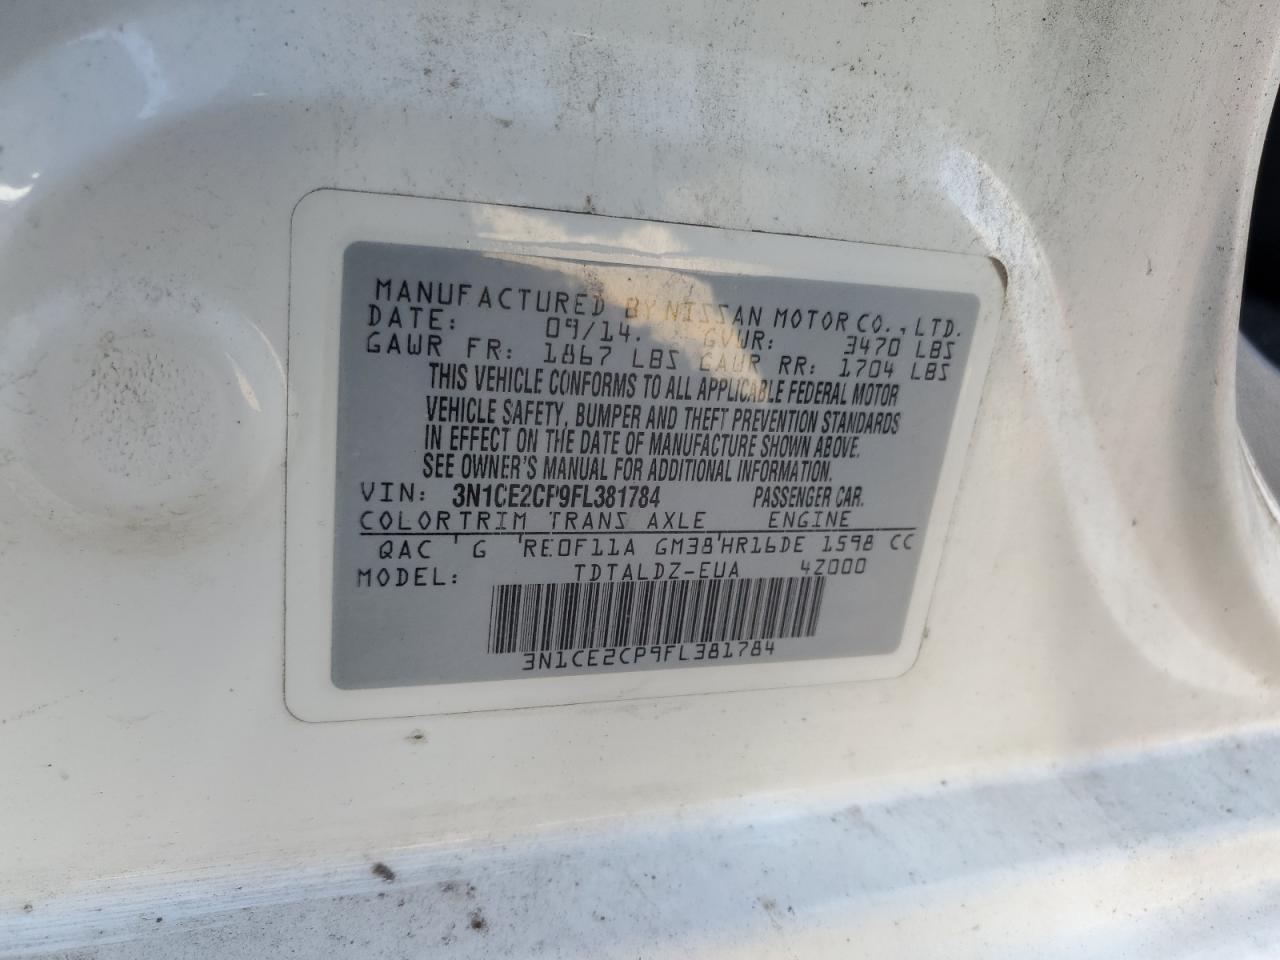 MANUFACTURED BY NISSAN MOTOR CO., LTD.
DATE: 09/14. GVWR: 3470 LBS
GAWR FR: 1867 LBS GAWR RR: 1704 LBS
THIS VEHICLE CONFORMS TO ALL APPLICABLE FEDERAL MOTOR
VEHICLE SAFETY, BUMPER AND THEFT PREVENTION STANDARDS
IN EFFECT ON THE DATE OF MANUFACTURE SHOWN ABOVE.
SEE OWNER'S MANUAL FOR ADDITIONAL INFORMATION.
VIN: 3N1CE2CP9FL381784 PASSENGER CAR.
COLORTRIM TRANS AXLE ENGINE
QAC G RE0F11A GM38 HR16DE 1598 CC
MODEL: TDTALDZ-EUA 4Z000
3N1CE2CP9FL381784